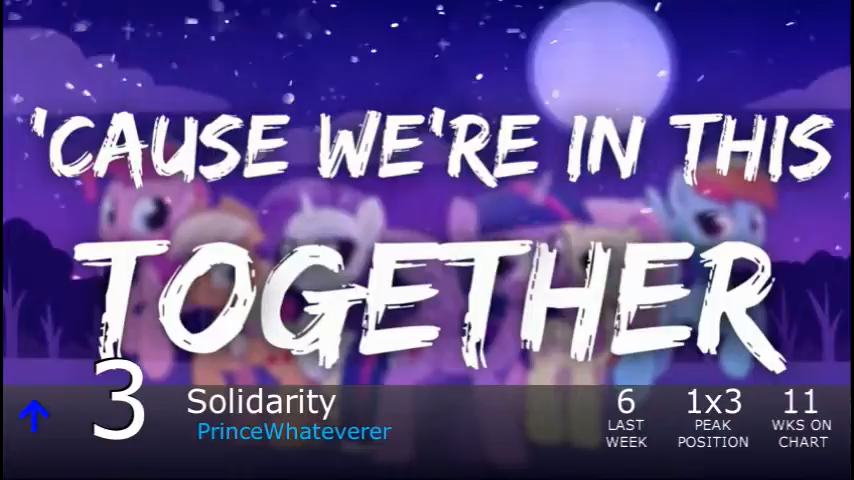 'CAUSE WE'RE IN THIS
TOGETHER
3
Solidarity
PrinceWhateverer
6
LAST
WEEK
1x3
PEAK
POSITION
11
WKS ON
CHART